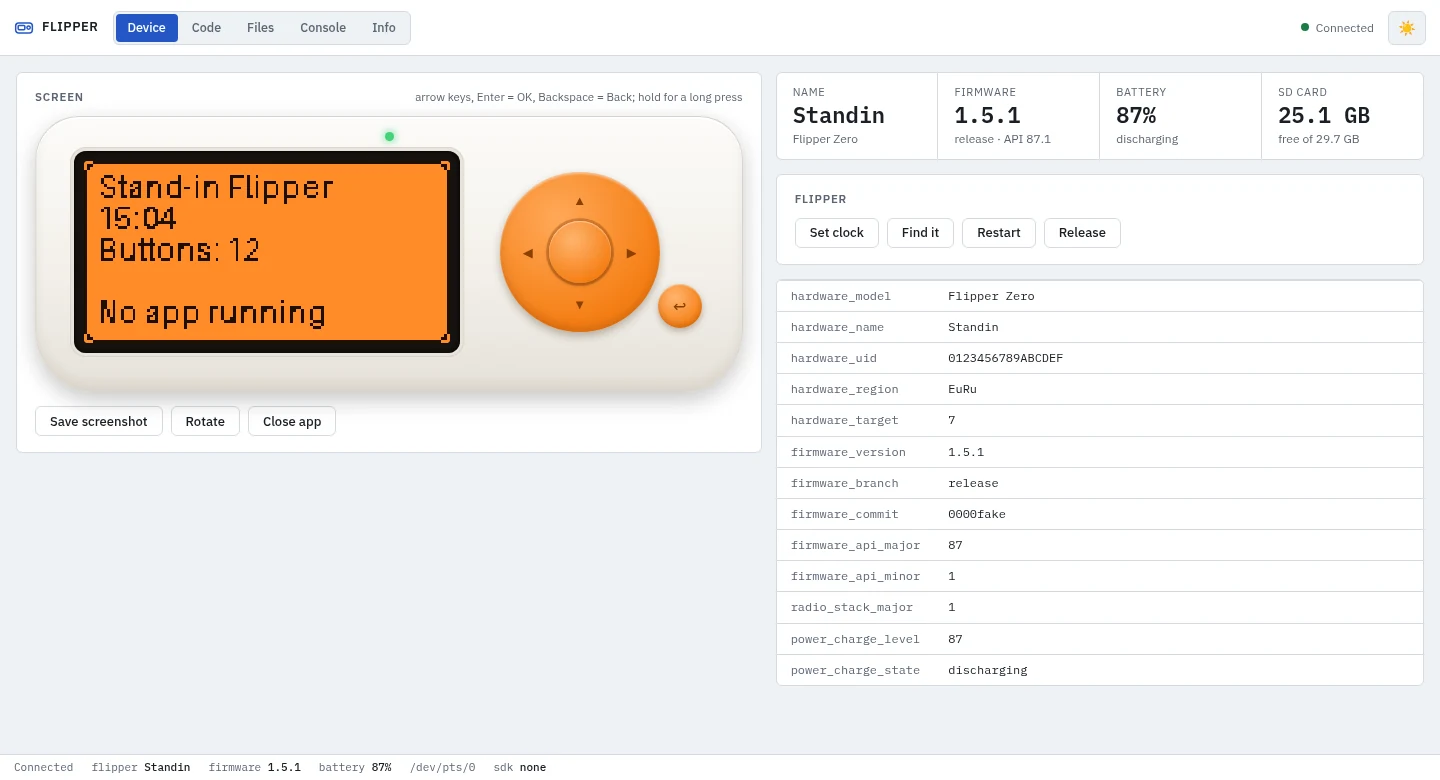 FLIPPER Device Code Files Console Info Connected
SCREEN arrow keys, Enter = OK, Backspace = Back; hold for a long press
Stand-in Flipper
15:04
Buttons: 12
No app running
Save screenshot Rotate Close app
NAME
Standin
Flipper Zero
FIRMWARE
1.5.1
release · API 87.1
BATTERY
87%
discharging
SD CARD
25.1 GB
free of 29.7 GB
FLIPPER
Set clock Find it Restart Release
hardware_model Flipper Zero
hardware_name Standin
hardware_uid 0123456789ABCDEF
hardware_region EuRu
hardware_target 7
firmware_version 1.5.1
firmware_branch release
firmware_commit 0000fake
firmware_api_major 87
firmware_api_minor 1
radio_stack_major 1
power_charge_level 87
power_charge_state discharging
Connected flipper Standin firmware 1.5.1 battery 87% /dev/pts/0 sdk none